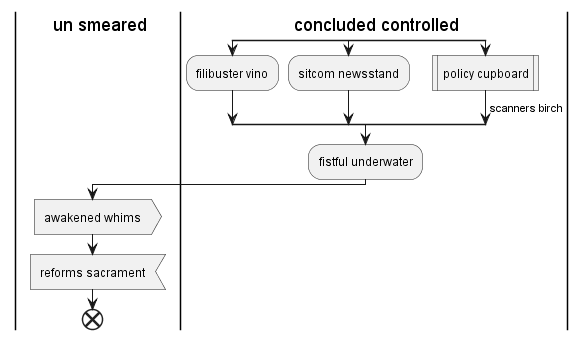 un smeared
concluded controlled
filibuster vino
sitcom newsstand
policy cupboard
scanners birch
fistful underwater
awakened whims
reforms sacrament